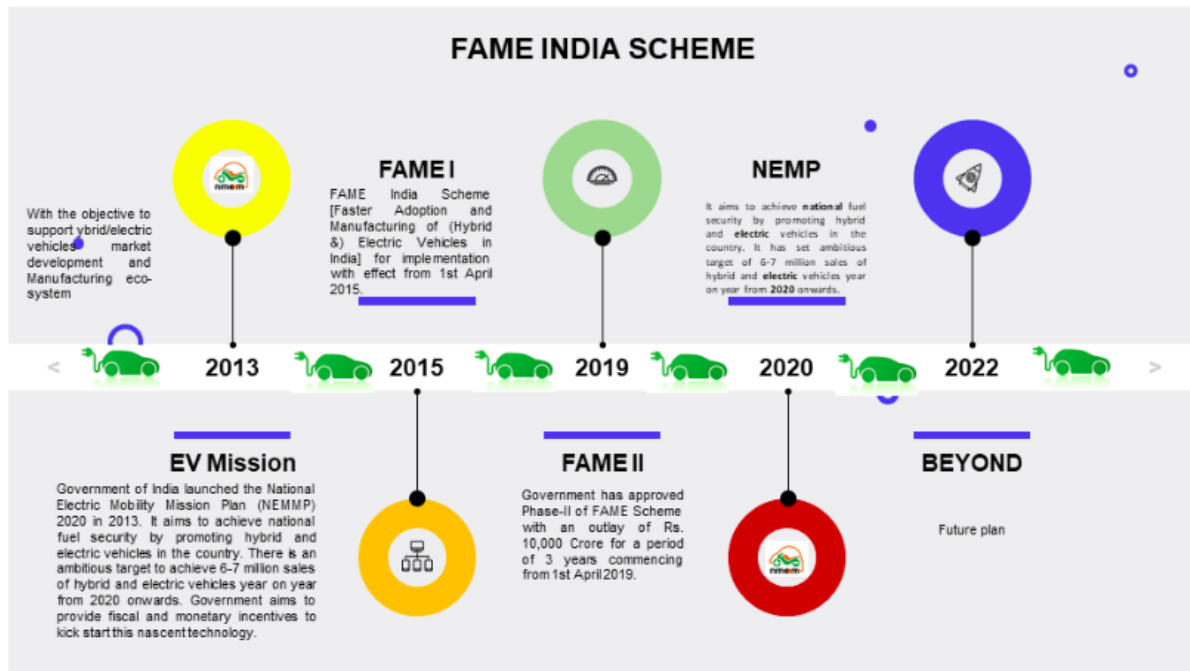 FAME INDIA SCHEME
With the objective to
support ybrid/electric
vehicles market
development and
Manufacturing eco-
system
nmem
FAME I
FAME India Scheme
[Faster Adoption and
Manufacturing of (Hybrid
&) Electric Vehicles in
India] for implementation
with effect from 1st April
2015.
NEMP
It aims to achieve national fuel
security by promoting hybrid
and electric vehicles in the
country. It has set ambitious
target of 6-7 million sales of
hybrid and electric vehicles year
on year from 2020 onwards.
<
2013
2015
2019
2020
2022
>
EV Mission
Government of India launched the National
Electric Mobility Mission Plan (NEMMP)
2020 in 2013. It aims to achieve national
fuel security by promoting hybrid and
electric vehicles in the country. There is an
ambitious target to achieve 6-7 million sales
of hybrid and electric vehicles year on year
from 2020 onwards. Government aims to
provide fiscal and monetary incentives to
kick start this nascent technology.
FAME II
Government has approved
Phase-II of FAME Scheme
with an outlay of Rs.
10,000 Crore for a period
of 3 years commencing
from 1st April 2019.
nmem
BEYOND
Future plan